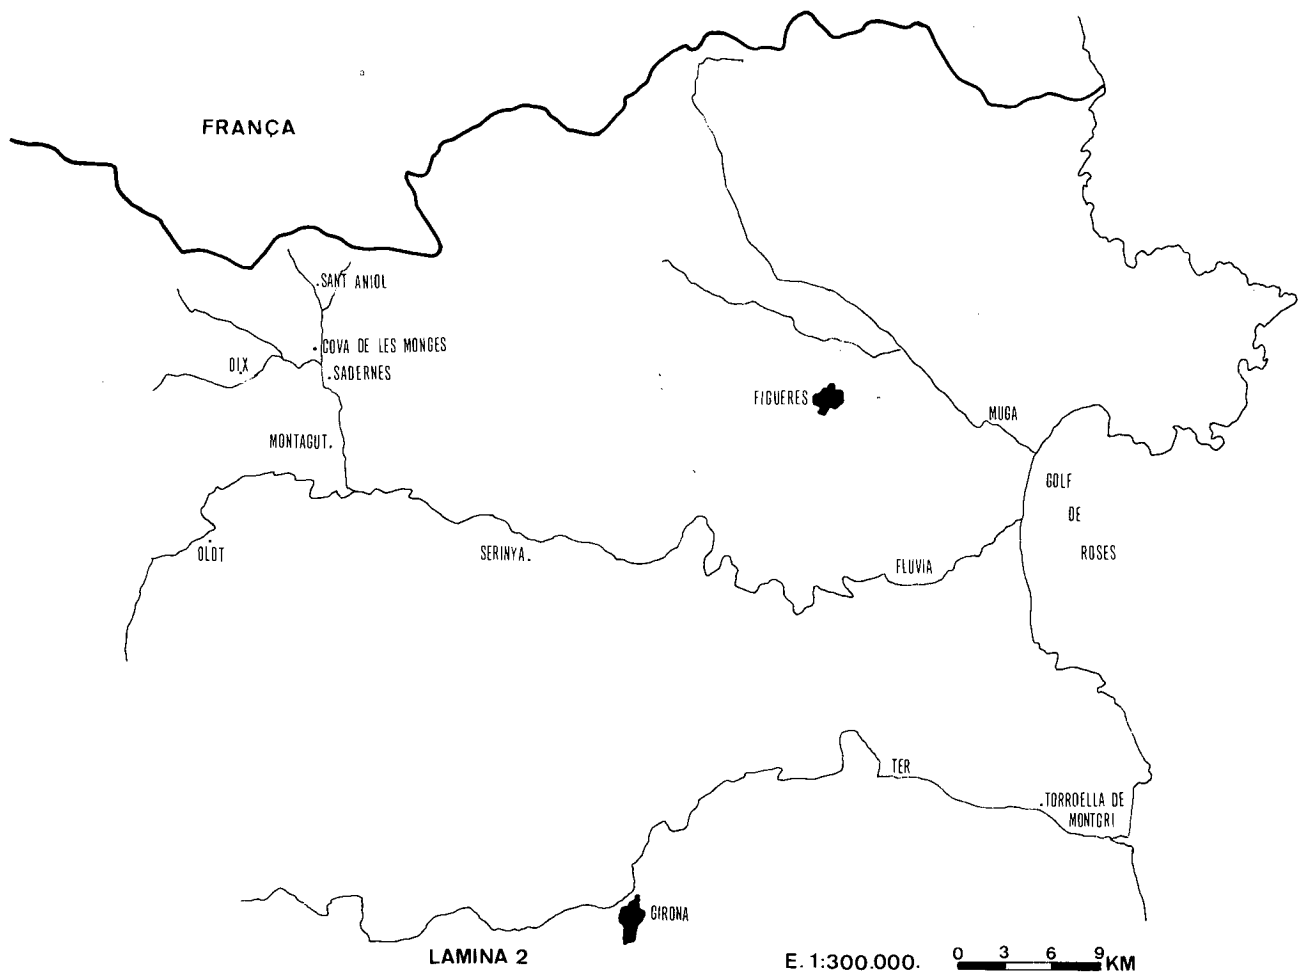 FRANÇA
SANT ANIOL
COVA DE LES MONGES
OIX
SADERNES
FIGUERES
MUGA
MONTAGUT
GOLF
DE
ROSES
OLOT
SERINYA
FLUVIA
TER
TORROELLA DE
MONTGRI
GIRONA
LAMINA 2
E. 1:300.000.
0 3 6 9 KM